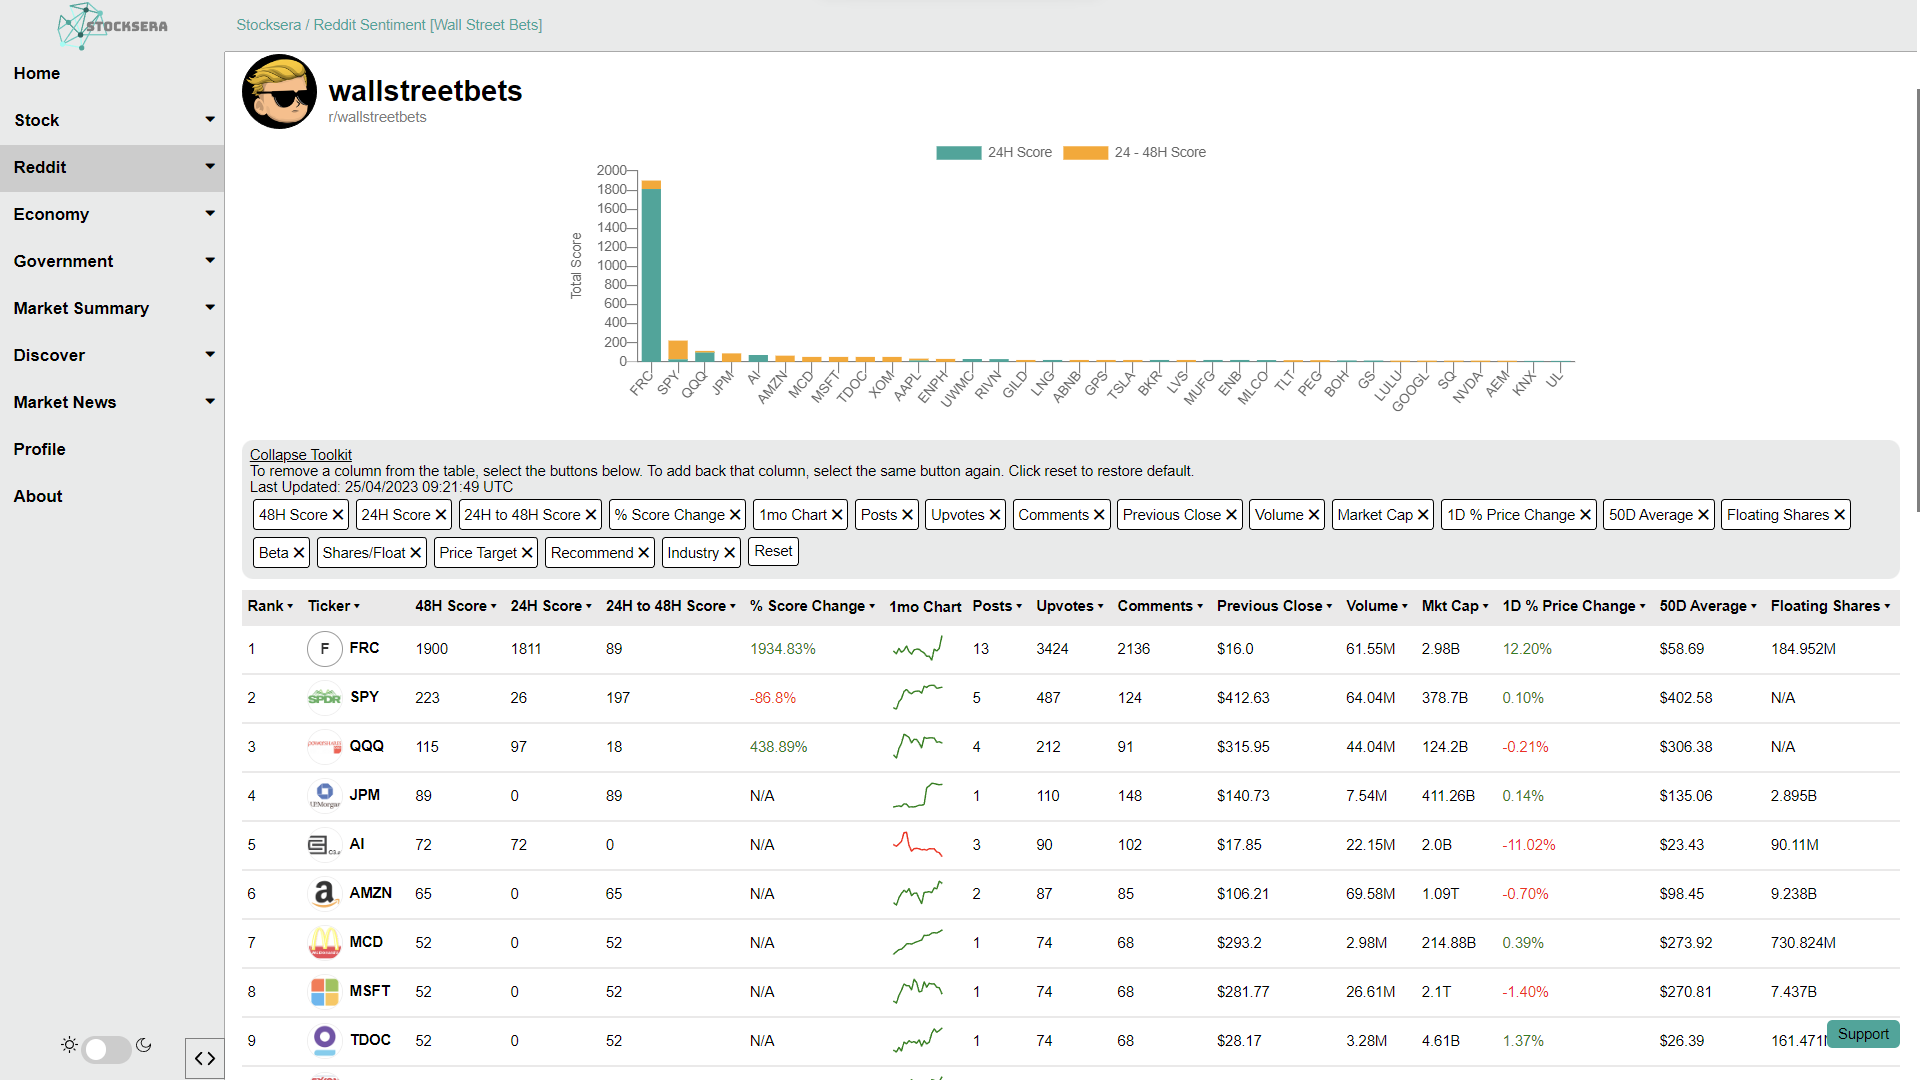 STOCKSERA
Stocksera / Reddit Sentiment [Wall Street Bets]
Home
Stock
Reddit
Economy
Government
Market Summary
Discover
Market News
Profile
About
wallstreetbets
r/wallstreetbets
24H Score 24 - 48H Score
Total Score
2000
1800
1600
1400
1200
1000
800
600
400
200
0
FRC SPY QQQ JPM AI AMZN MCD MSFT TDOC XOM AAPL ENPH UWMC RIVN GILD LNG ABNB GPS TSLA BKR LVS MUFG ENB MLCO TLT PEG BOH GS LULU GOOGL SQ NVDA AEM KNX UL
Collapse Toolkit
To remove a column from the table, select the buttons below. To add back that column, select the same button again. Click reset to restore default.
Last Updated: 25/04/2023 09:21:49 UTC
48H Score ✕ 24H Score ✕ 24H to 48H Score ✕ % Score Change ✕ 1mo Chart ✕ Posts ✕ Upvotes ✕ Comments ✕ Previous Close ✕ Volume ✕ Market Cap ✕ 1D % Price Change ✕ 50D Average ✕ Floating Shares ✕
Beta ✕ Shares/Float ✕ Price Target ✕ Recommend ✕ Industry ✕ Reset
Rank Ticker 48H Score 24H Score 24H to 48H Score % Score Change 1mo Chart Posts Upvotes Comments Previous Close Volume Mkt Cap 1D % Price Change 50D Average Floating Shares
1 F FRC 1900 1811 89 1934.83% 13 3424 2136 $16.0 61.55M 2.98B 12.20% $58.69 184.952M
2 SPDR SPY 223 26 197 -86.8% 5 487 124 $412.63 64.04M 378.7B 0.10% $402.58 N/A
3 QQQ 115 97 18 438.89% 4 212 91 $315.95 44.04M 124.2B -0.21% $306.38 N/A
4 J.P.Morgan JPM 89 0 89 N/A 1 110 148 $140.73 7.54M 411.26B 0.14% $135.06 2.895B
5 AI 72 72 0 N/A 3 90 102 $17.85 22.15M 2.0B -11.02% $23.43 90.11M
6 a AMZN 65 0 65 N/A 2 87 85 $106.21 69.58M 1.09T -0.70% $98.45 9.238B
7 MCD 52 0 52 N/A 1 74 68 $293.2 2.98M 214.88B 0.39% $273.92 730.824M
8 MSFT 52 0 52 N/A 1 74 68 $281.77 26.61M 2.1T -1.40% $270.81 7.437B
9 TDOC 52 0 52 N/A 1 74 68 $28.17 3.28M 4.61B 1.37% $26.39 161.471
Support